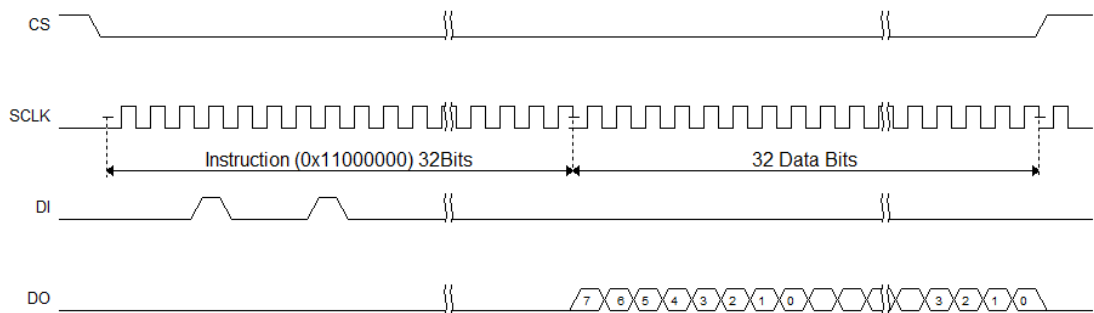 CS
SCLK
Instruction (0x11000000) 32Bits 32 Data Bits
DI
DO 7 6 5 4 3 2 1 0 3 2 1 0